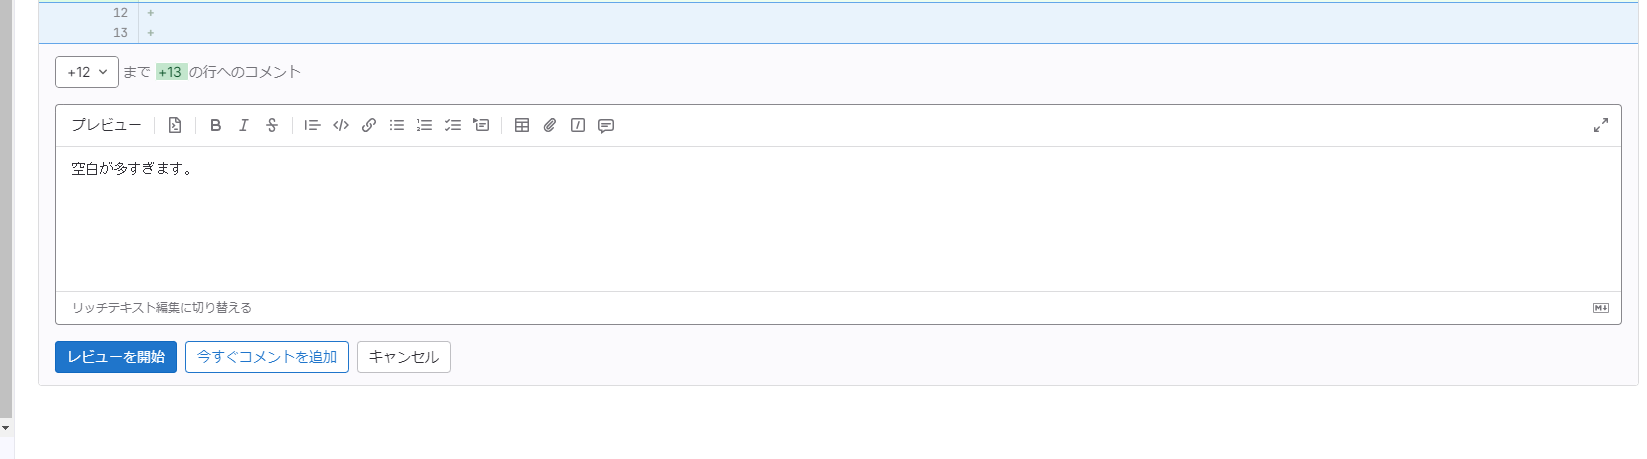 12 +
13 +
+12 まで +13 の行へのコメント
プレビュー
空白が多すぎます。
リッチテキスト編集に切り替える
レビューを開始 今すぐコメントを追加 キャンセル